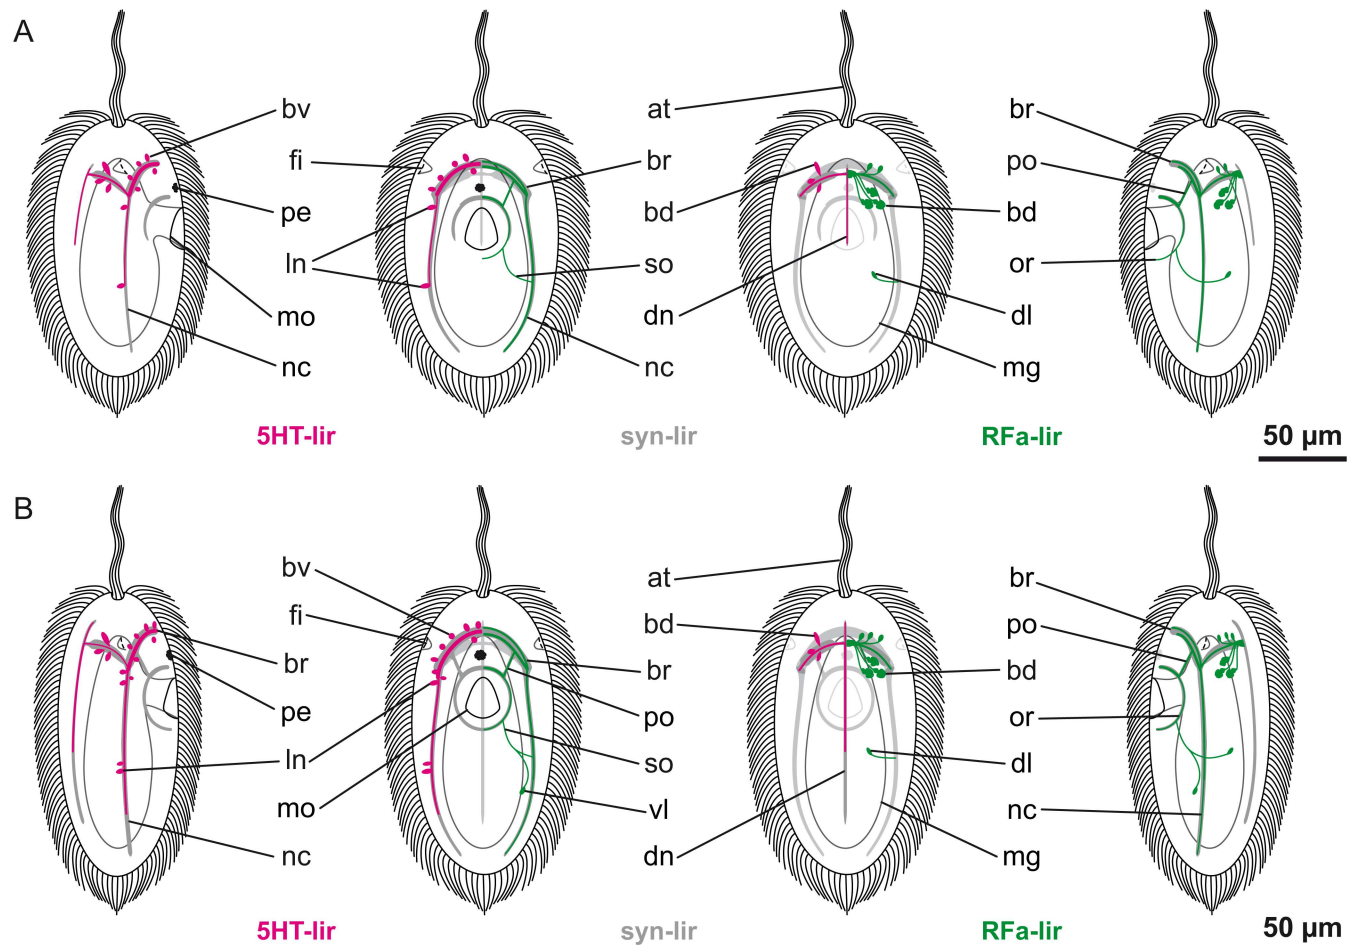 A
bv
fi
pe
ln
mo
nc
at
br
bd
so
dn
nc
br
po
bd
or
dl
mg
5HT-lir
syn-lir
RFa-lir
50 µm
B
bv
fi
br
pe
ln
mo
nc
at
bd
br
po
so
vl
dn
br
po
bd
or
dl
nc
mg
5HT-lir
syn-lir
RFa-lir
50 µm